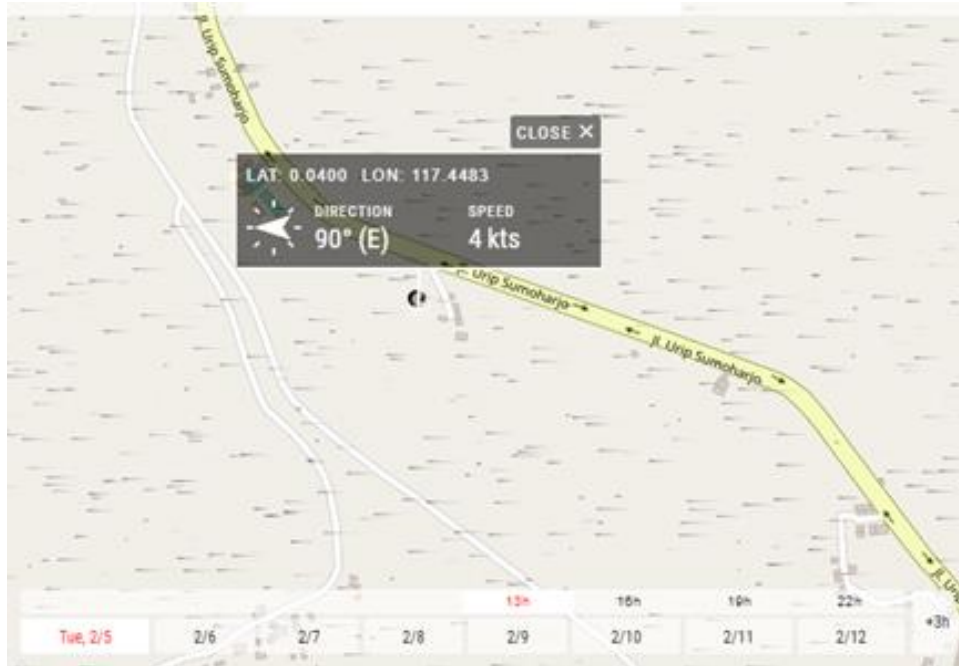 Jl. Urip Sumoharjo
CLOSE ✕
LAT: 0.0400 LON: 117.4483
DIRECTION SPEED
90° (E) 4 kts
Jl. Urip Sumoharjo
Jl. Urip Sumoharjo
Jl. Urip
13h 16h 19h 22h
+3h
Tue, 2/5 2/6 2/7 2/8 2/9 2/10 2/11 2/12